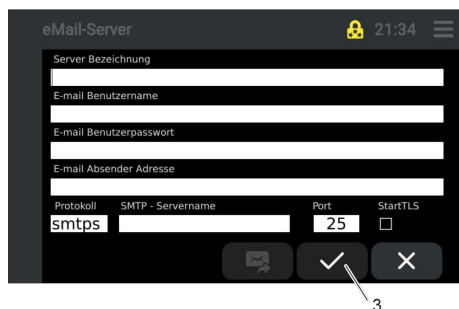 eMail-Server 21:34
Server Bezeichnung
E-mail Benutzername
E-mail Benutzerpasswort
E-mail Absender Adresse
Protokoll SMTP - Servername Port StartTLS
smtps 25
3